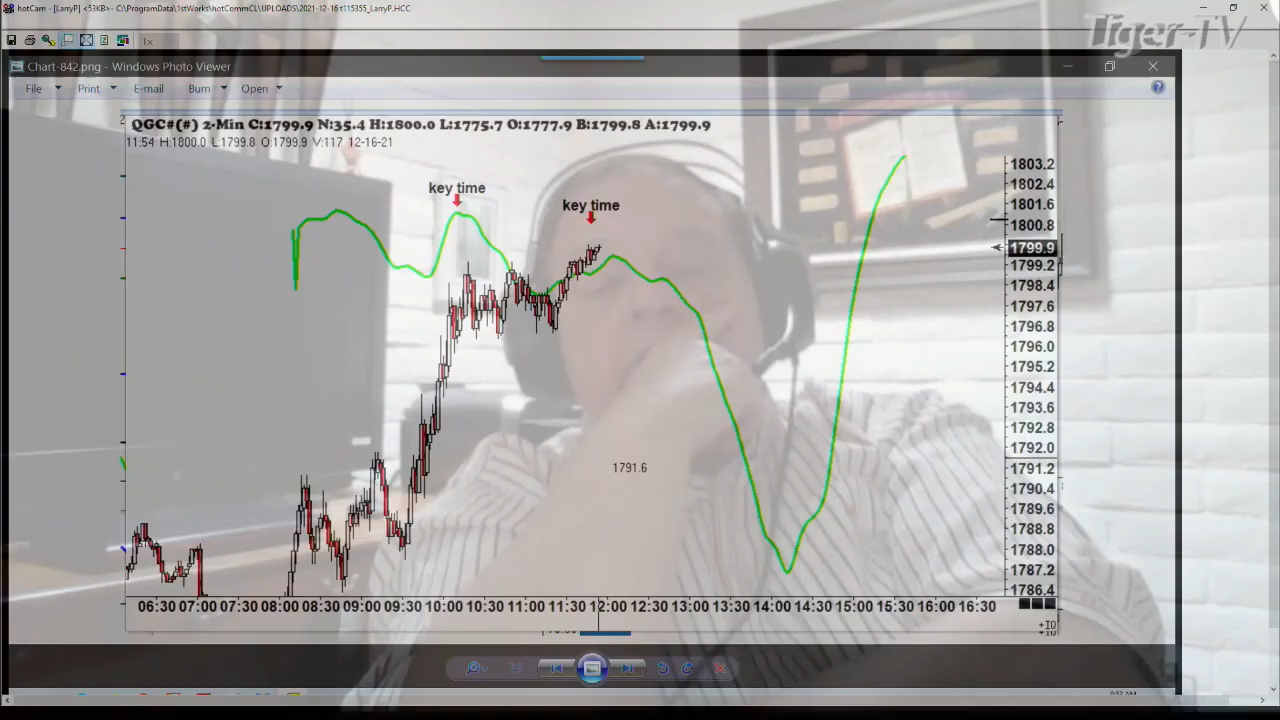 hotCam - [LarryP] <53KB>- C:\ProgramData\1stWorks\hotCommCL\UPLOADS\2021-12-16 t115355_LarryP.HCC
Tiger-TV
Chart-842.png - Windows Photo Viewer
File Print E-mail Burn Open
QGC#(#) 2-Min C:1799.9 N:35.4 H:1800.0 L:1775.7 O:1777.9 B:1799.8 A:1799.9
11:54 H:1800.0 L:1799.8 O:1799.9 V:117 12-16-21
key time
key time
1803.2
1802.4
1801.6
1800.8
1799.9
1799.2
1798.4
1797.6
1796.8
1796.0
1795.2
1794.4
1793.6
1792.8
1792.0
1791.2
1791.6
1790.4
1789.6
1788.8
1788.0
1787.2
1786.4
06:30 07:00 07:30 08:00 08:30 09:00 09:30 10:00 10:30 11:00 11:30 12:00 12:30 13:00 13:30 14:00 14:30 15:00 15:30 16:00 16:30